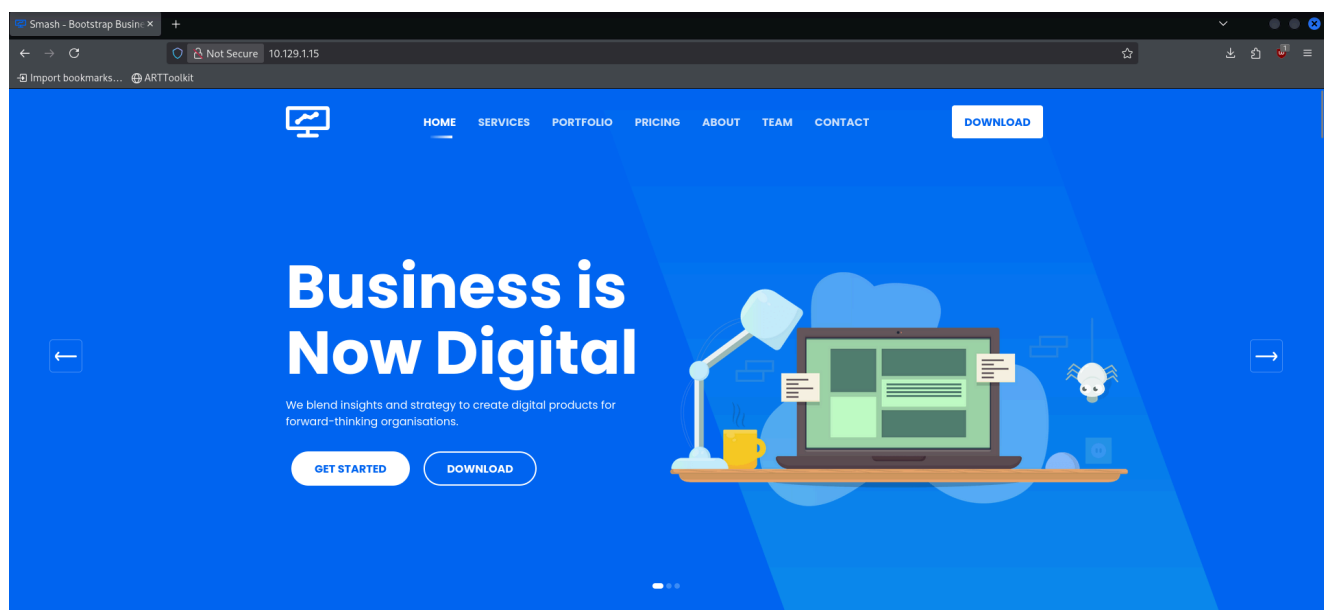 Smash - Bootstrap Busine
Not Secure 10.129.1.15
1
Import bookmarks... ARTToolkit
HOME SERVICES PORTFOLIO PRICING ABOUT TEAM CONTACT DOWNLOAD
Business is
Now Digital
We blend insights and strategy to create digital products for
forward-thinking organisations.
GET STARTED DOWNLOAD